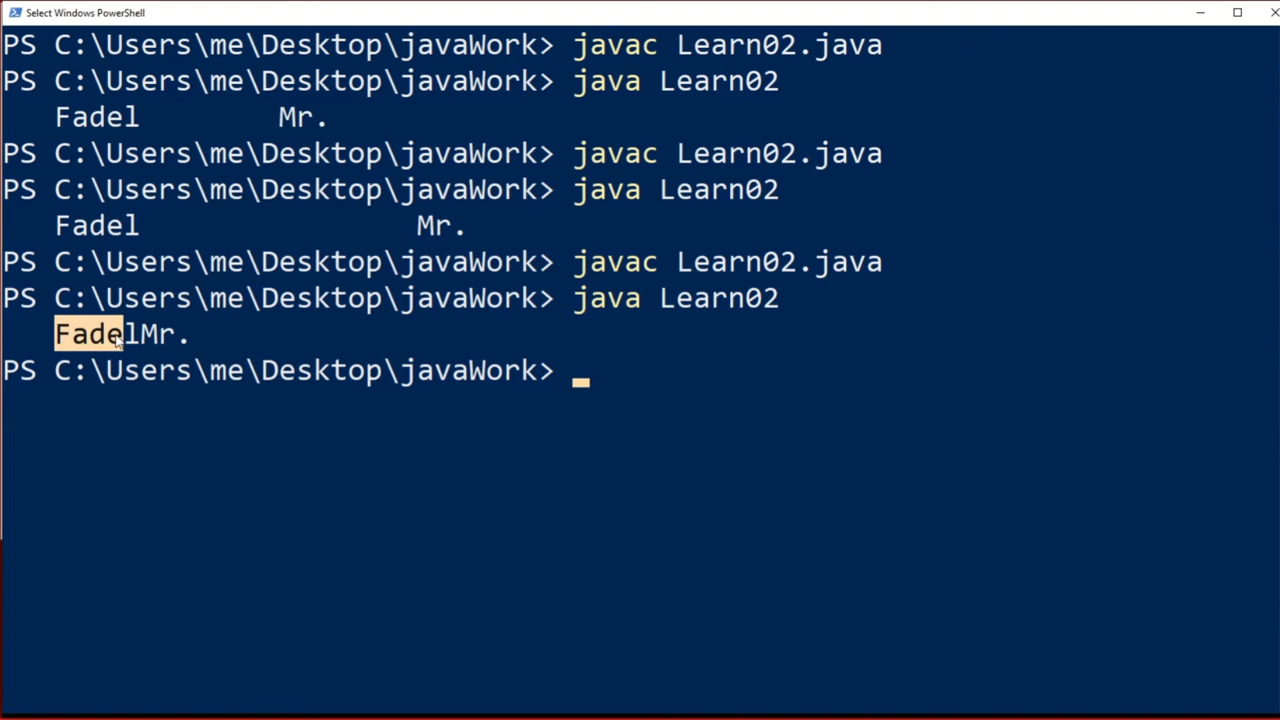 Select Windows PowerShell
PS C:\Users\me\Desktop\javaWork> javac Learn02.java
PS C:\Users\me\Desktop\javaWork> java Learn02
   Fadel        Mr.
PS C:\Users\me\Desktop\javaWork> javac Learn02.java
PS C:\Users\me\Desktop\javaWork> java Learn02
   Fadel                Mr.
PS C:\Users\me\Desktop\javaWork> javac Learn02.java
PS C:\Users\me\Desktop\javaWork> java Learn02
   FadelMr.
PS C:\Users\me\Desktop\javaWork>